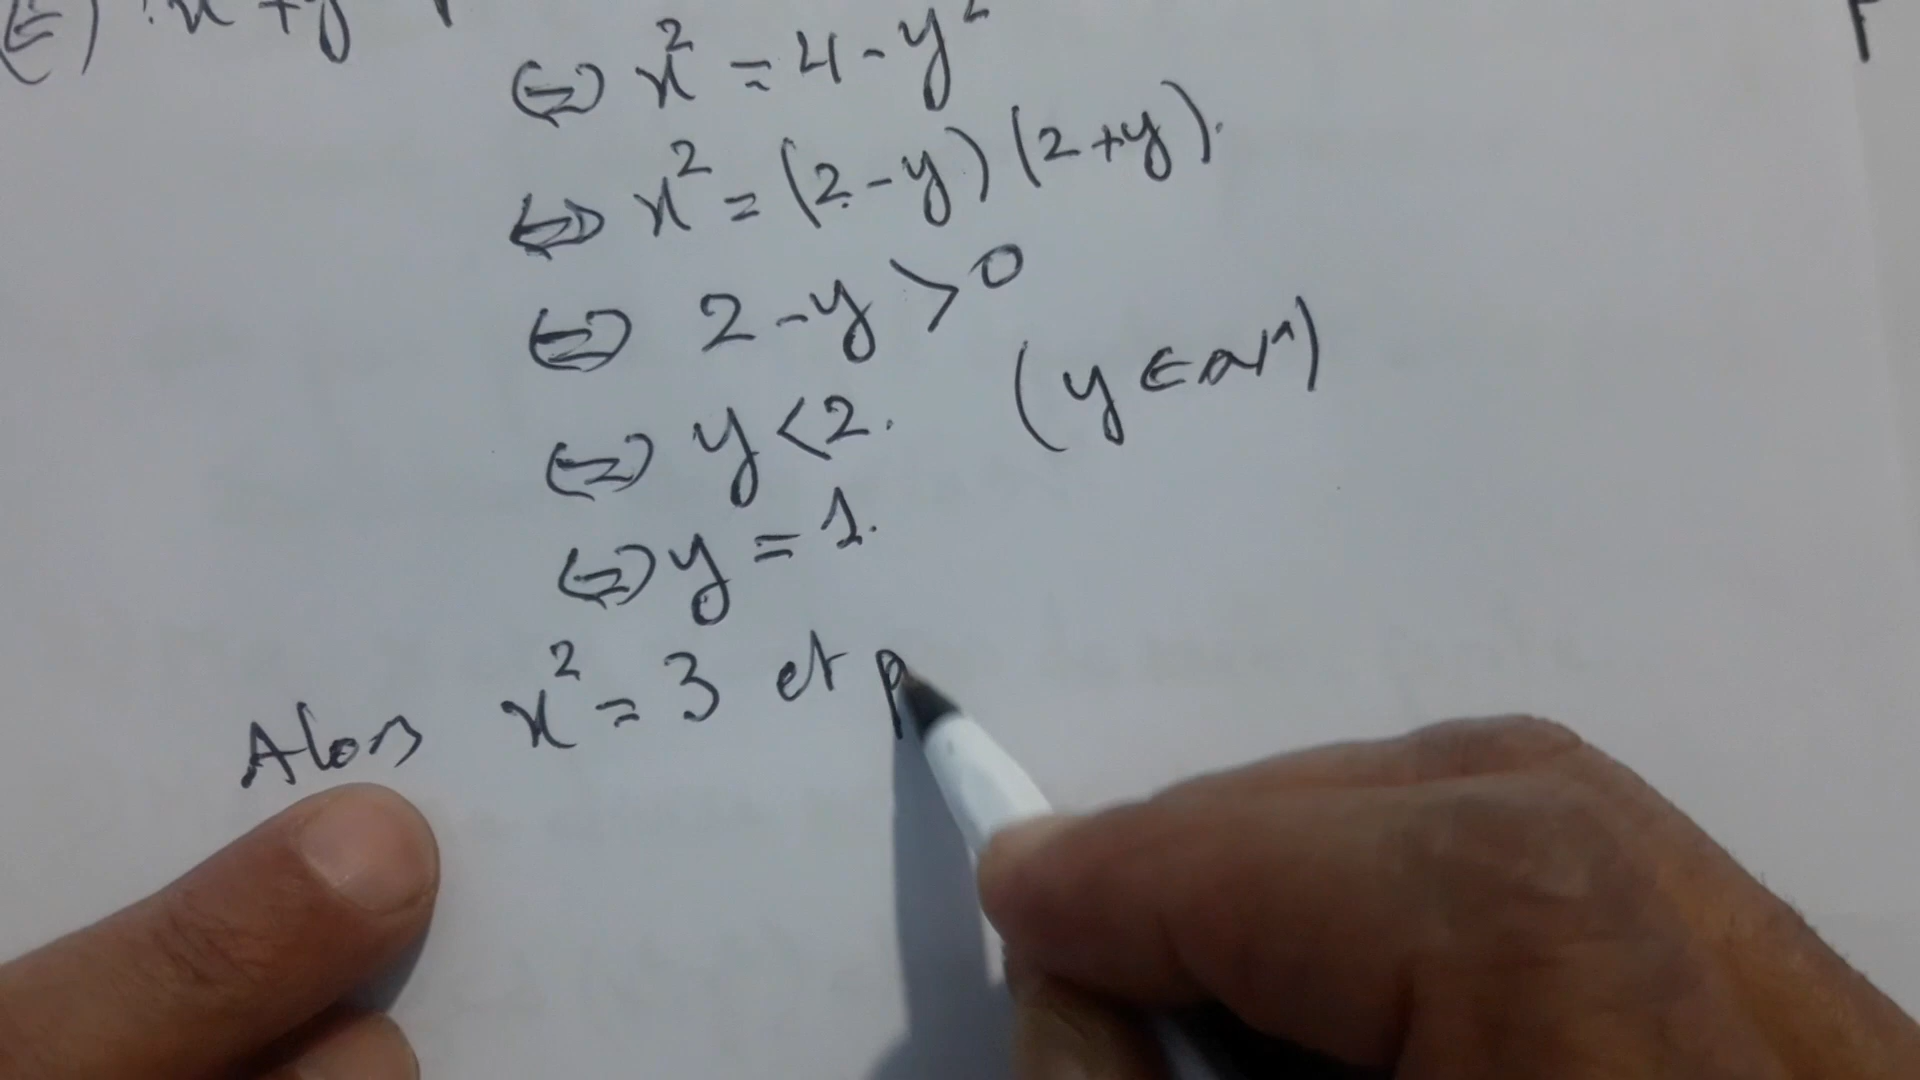 (E) : x + y
⇔ x² = 4 - y²
⇔ x² = (2-y)(2+y).
⇔ 2-y > 0
⇔ y < 2. (y ∈ ℕ*)
⇔ y = 1.
Alors x² = 3 et p